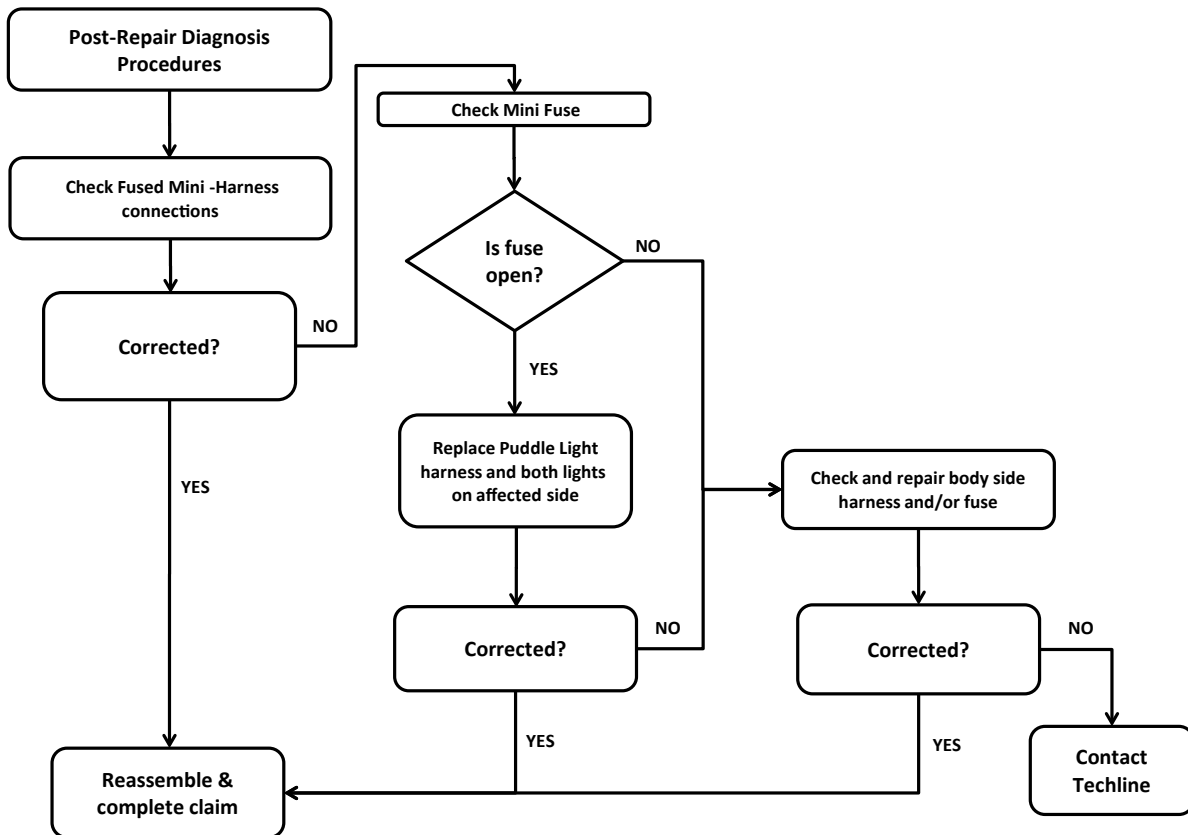 Post-Repair Diagnosis
Procedures
Check Fused Mini -Harness
connections
Corrected?
NO
YES
Check Mini Fuse
Is fuse
open?
NO
YES
Replace Puddle Light
harness and both lights
on affected side
Corrected?
NO
YES
Check and repair body side
harness and/or fuse
Corrected?
NO
YES
Contact
Techline
Reassemble &
complete claim